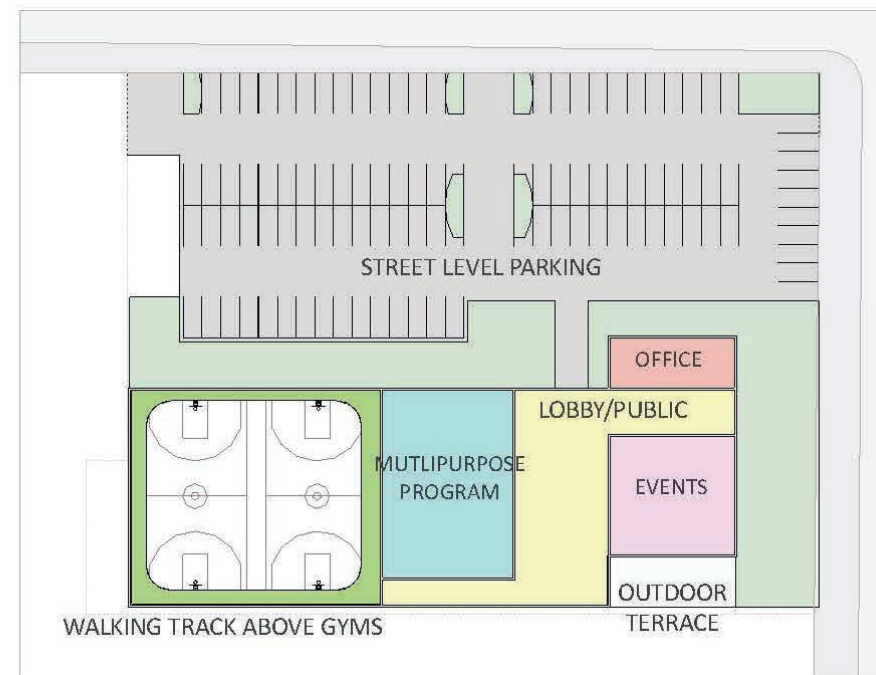 STREET LEVEL PARKING
OFFICE
LOBBY/PUBLIC
MUTLIPURPOSE
PROGRAM
EVENTS
OUTDOOR
TERRACE
WALKING TRACK ABOVE GYMS